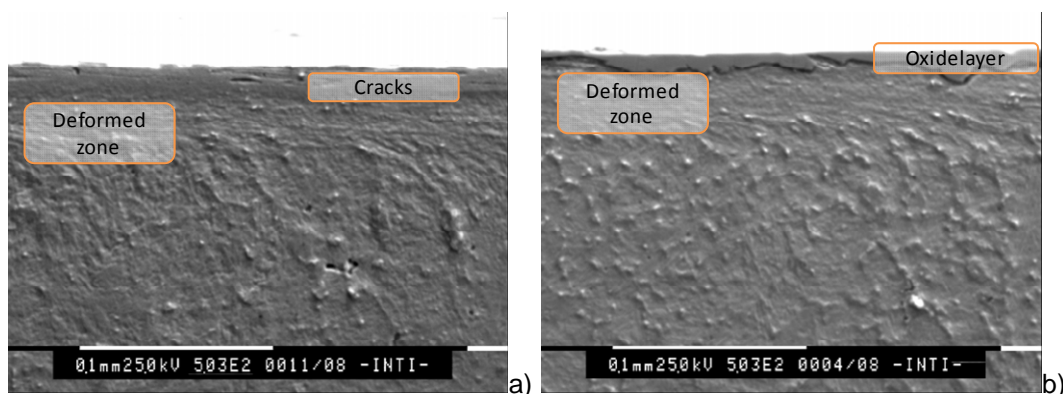 Cracks
Deformed
zone
0.1mm25.0kV 5.03E2 0011/08 -INTI-
a)
Oxidelayer
Deformed
zone
0.1mm25.0kV 5.03E2 0004/08 -INTI-
b)